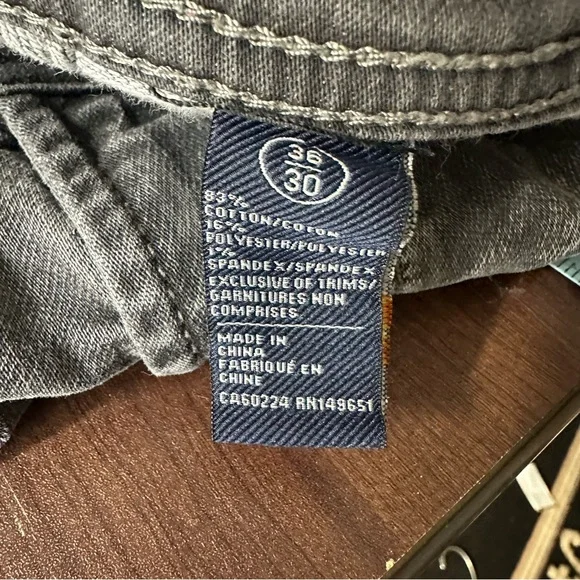 36
30
83%
COTTON/COTON
16%
POLYESTER/POLYESTER
1%
SPANDEX/SPANDEX
EXCLUSIVE OF TRIMS/
GARNITURES NON
COMPRISES
MADE IN
CHINA
FABRIQUÉ EN
CHINE
CA60224 RN149651